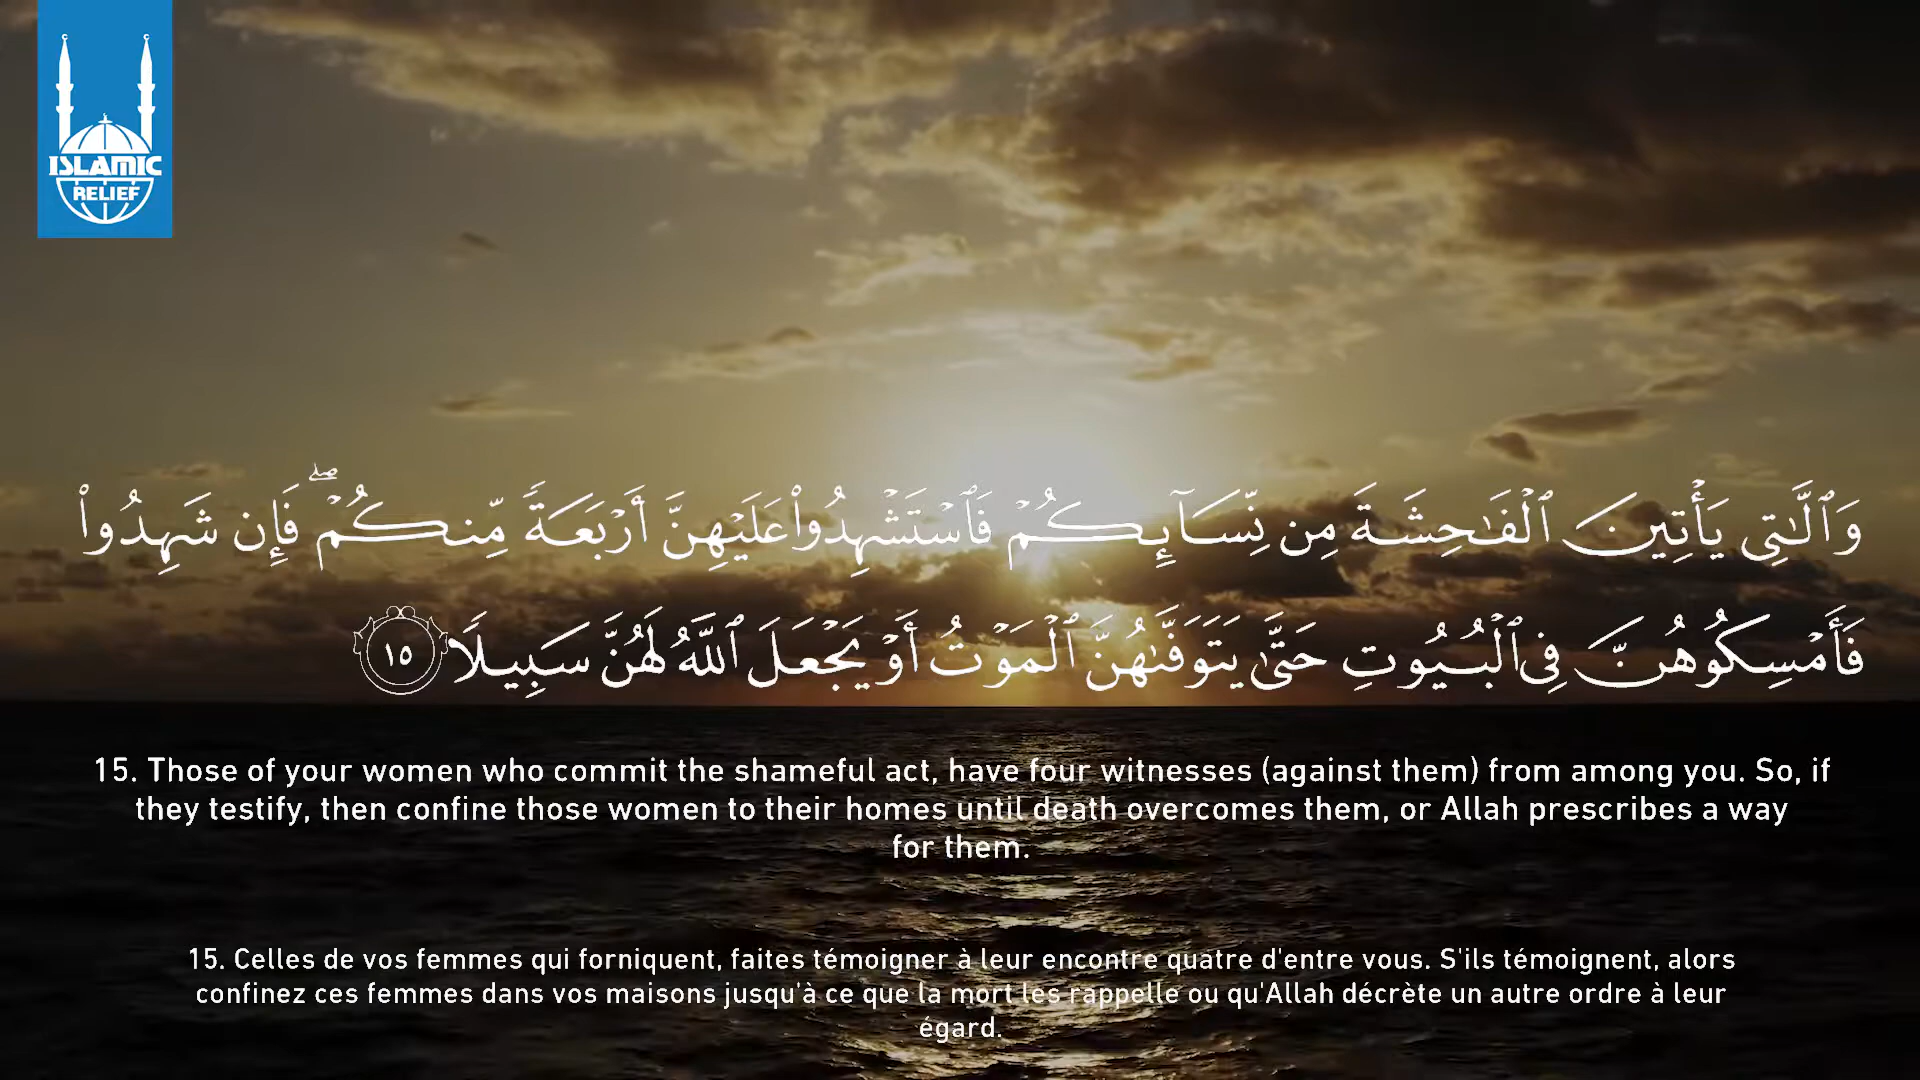 ISLAMIC
RELIEF
وَٱلَّـٰتِى يَأْتِينَ ٱلْفَـٰحِشَةَ مِن نِّسَآئِكُمْ فَٱسْتَشْهِدُوا۟ عَلَيْهِنَّ أَرْبَعَةً مِّنكُمْ ۖ فَإِن شَهِدُوا۟
فَأَمْسِكُوهُنَّ فِى ٱلْبُيُوتِ حَتَّىٰ يَتَوَفَّىٰهُنَّ ٱلْمَوْتُ أَوْ يَجْعَلَ ٱللَّهُ لَهُنَّ سَبِيلًا ١٥
15. Those of your women who commit the shameful act, have four witnesses (against them) from among you. So, if
they testify, then confine those women to their homes until death overcomes them, or Allah prescribes a way
for them.
15. Celles de vos femmes qui forniquent, faites témoigner à leur encontre quatre d'entre vous. S'ils témoignent, alors
confinez ces femmes dans vos maisons jusqu'à ce que la mort les rappelle ou qu'Allah décrète un autre ordre à leur
égard.